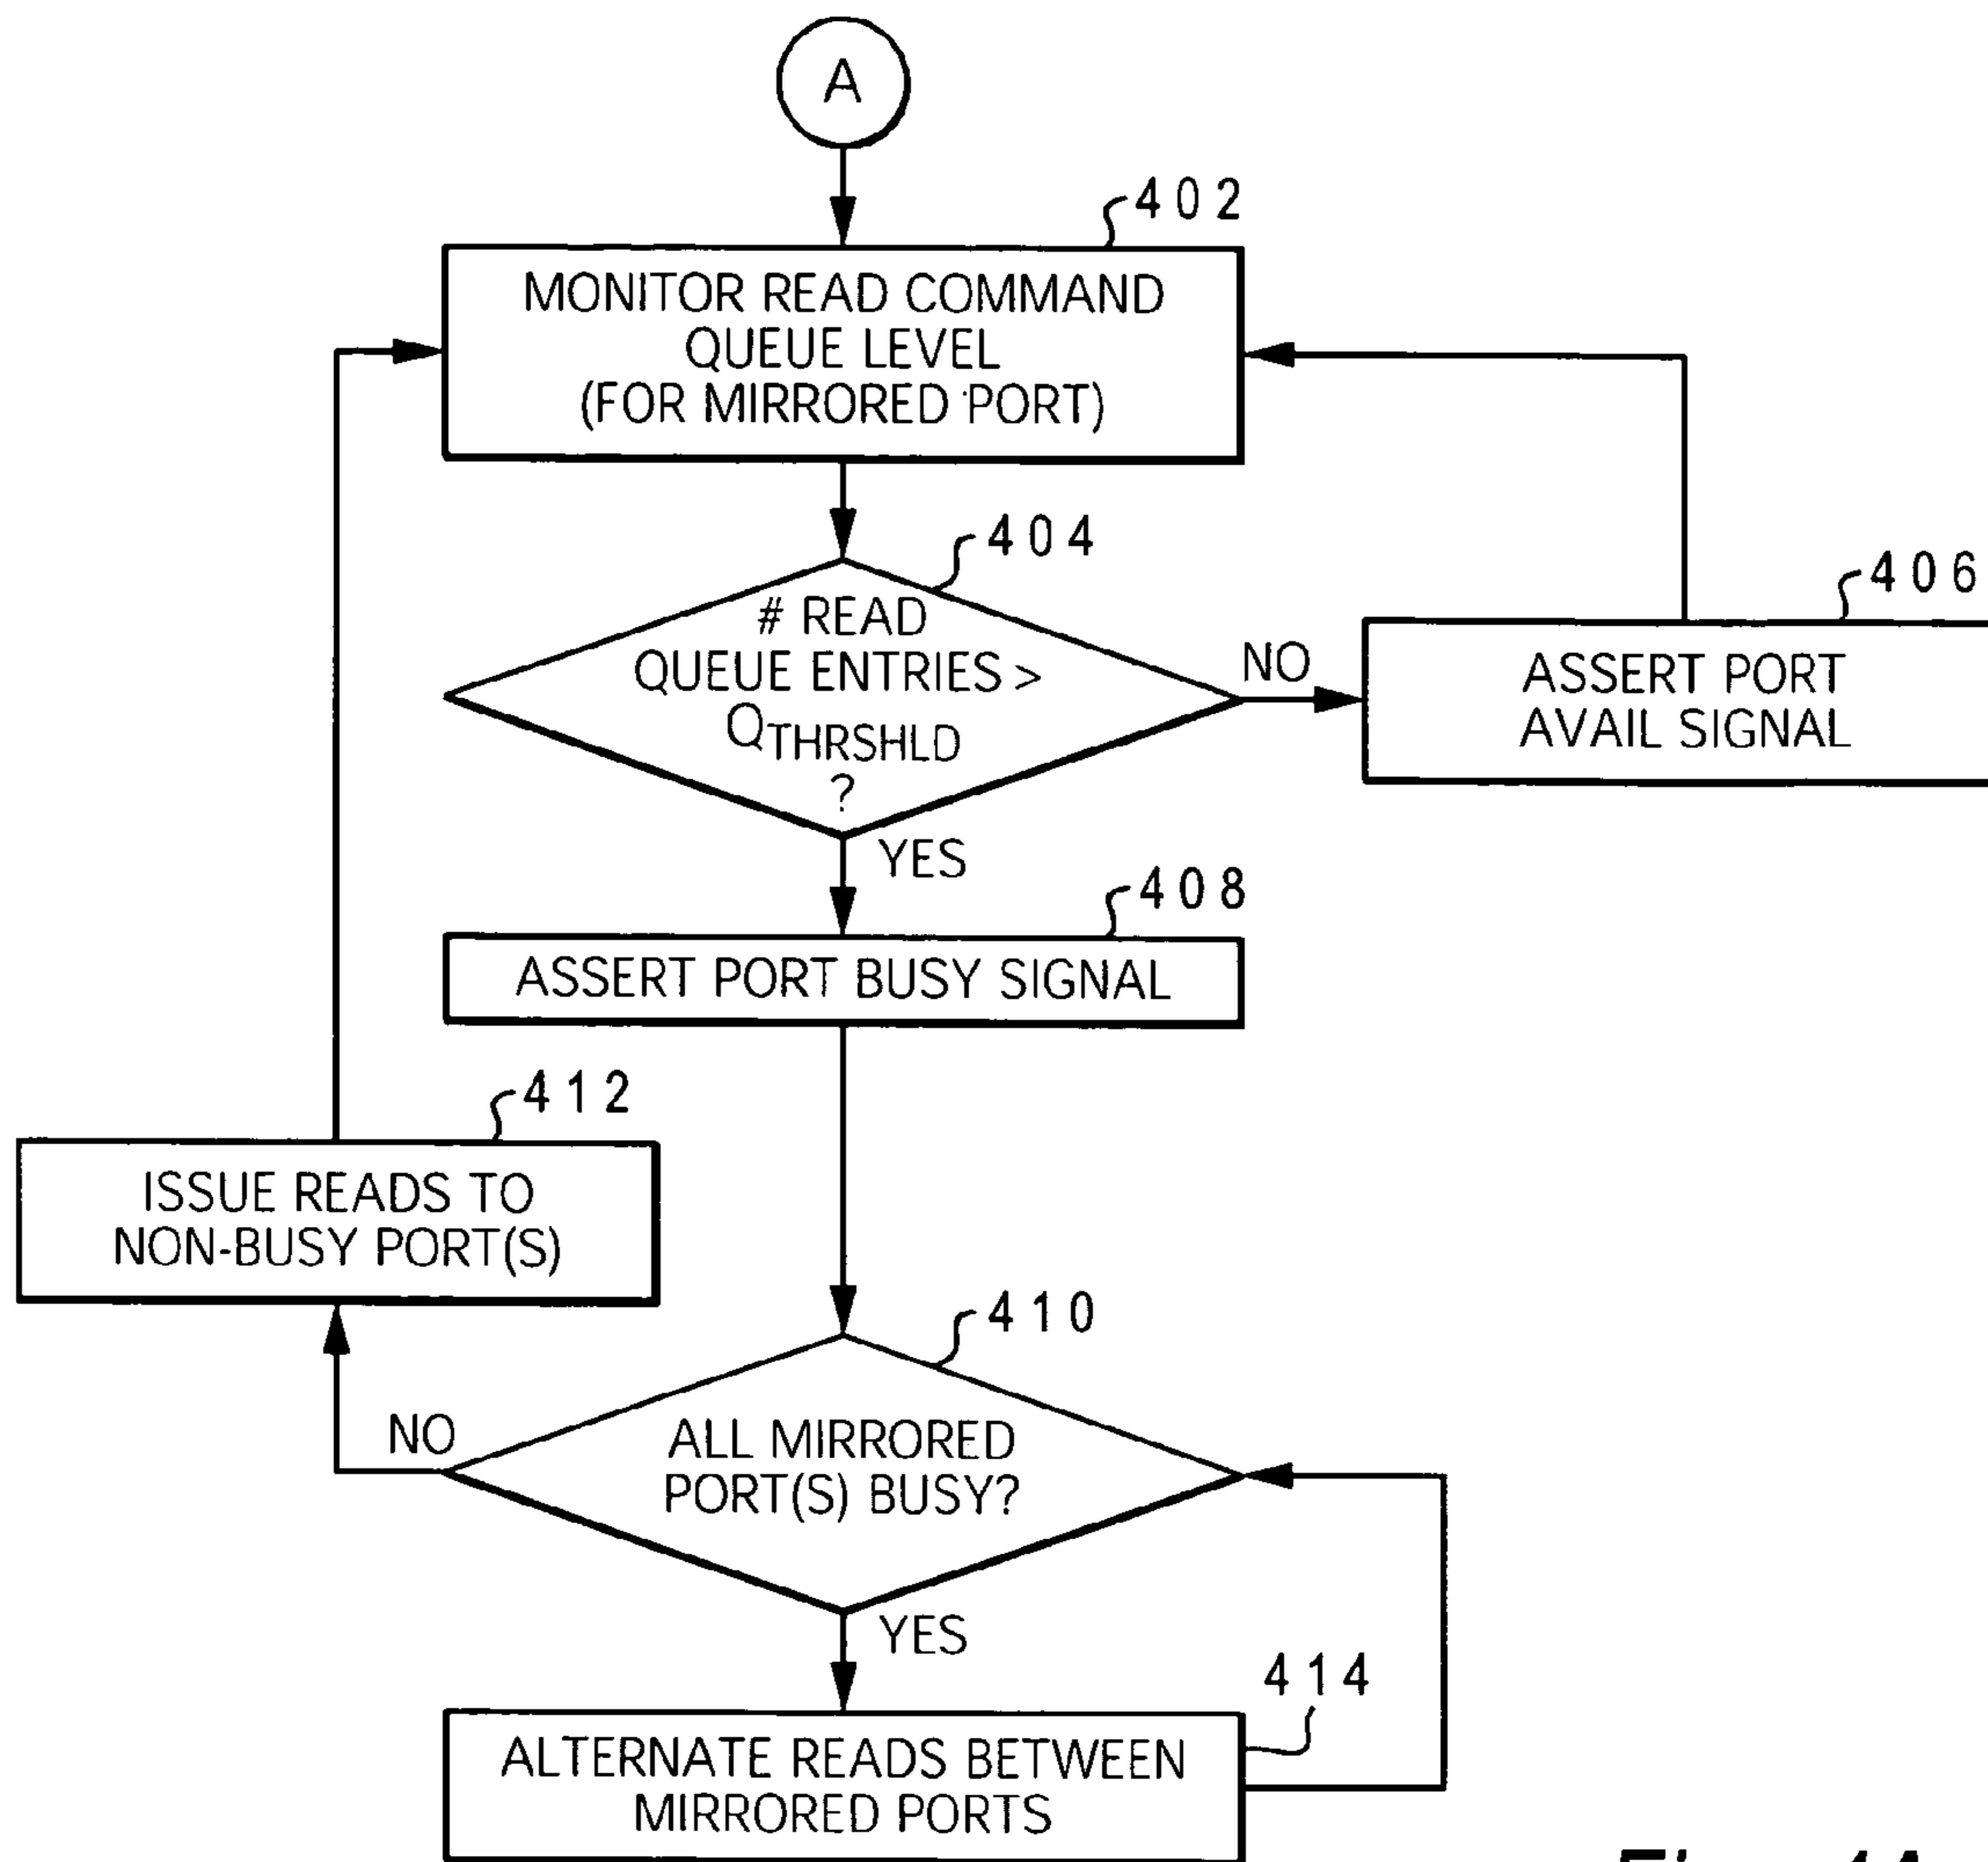 A
402
MONITOR READ COMMAND
QUEUE LEVEL
(FOR MIRRORED PORT)
404
# READ
QUEUE ENTRIES >
QTHRSHLD
?
NO
406
ASSERT PORT
AVAIL SIGNAL
YES
408
ASSERT PORT BUSY SIGNAL
412
ISSUE READS TO
NON-BUSY PORT(S)
410
NO
ALL MIRRORED
PORT(S) BUSY?
YES
414
ALTERNATE READS BETWEEN
MIRRORED PORTS